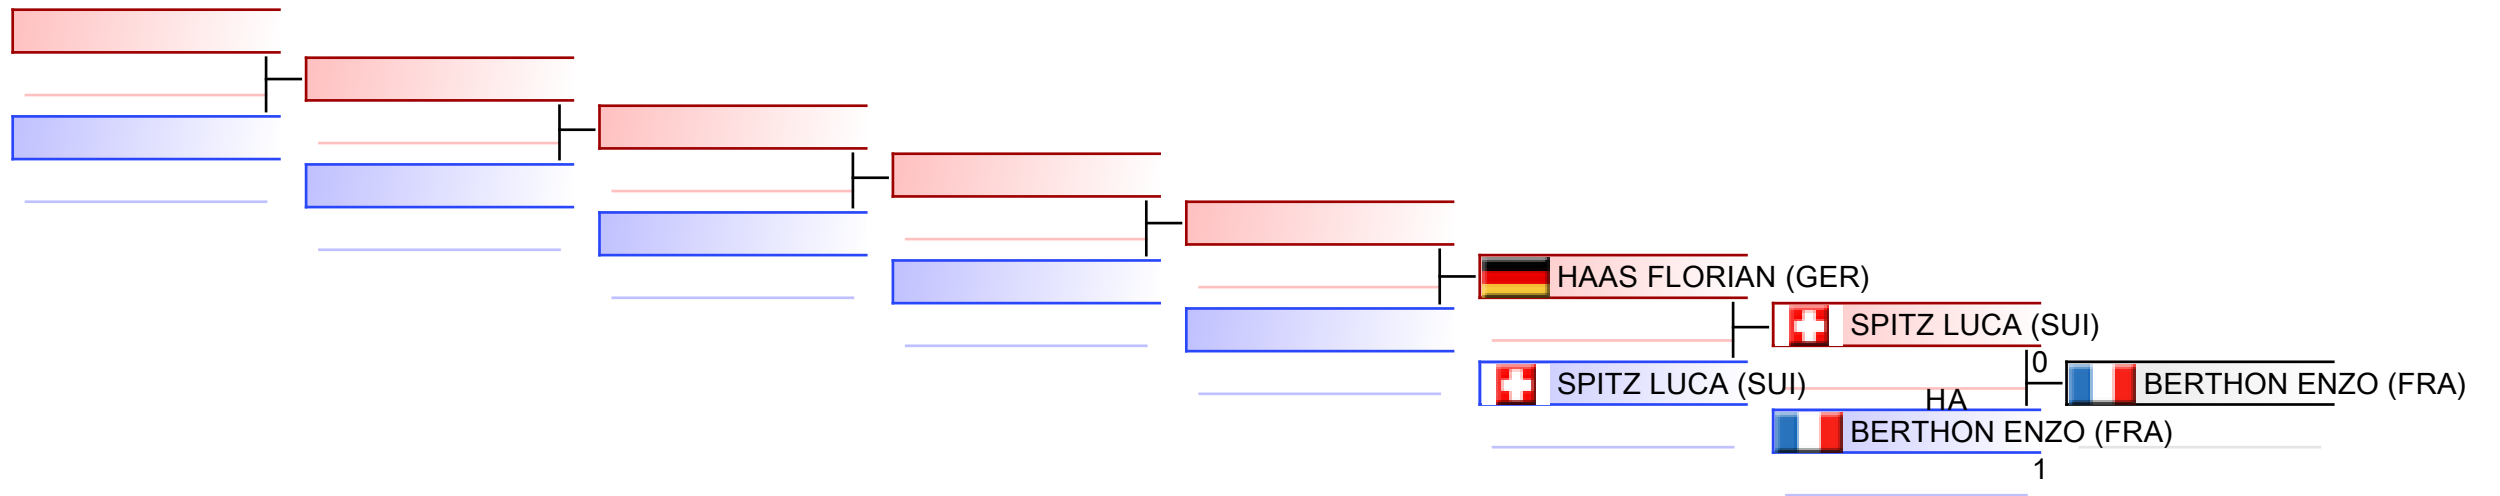 HAAS FLORIAN (GER)
SPITZ LUCA (SUI)
0
SPITZ LUCA (SUI)
BERTHON ENZO (FRA)
HA
BERTHON ENZO (FRA)
1